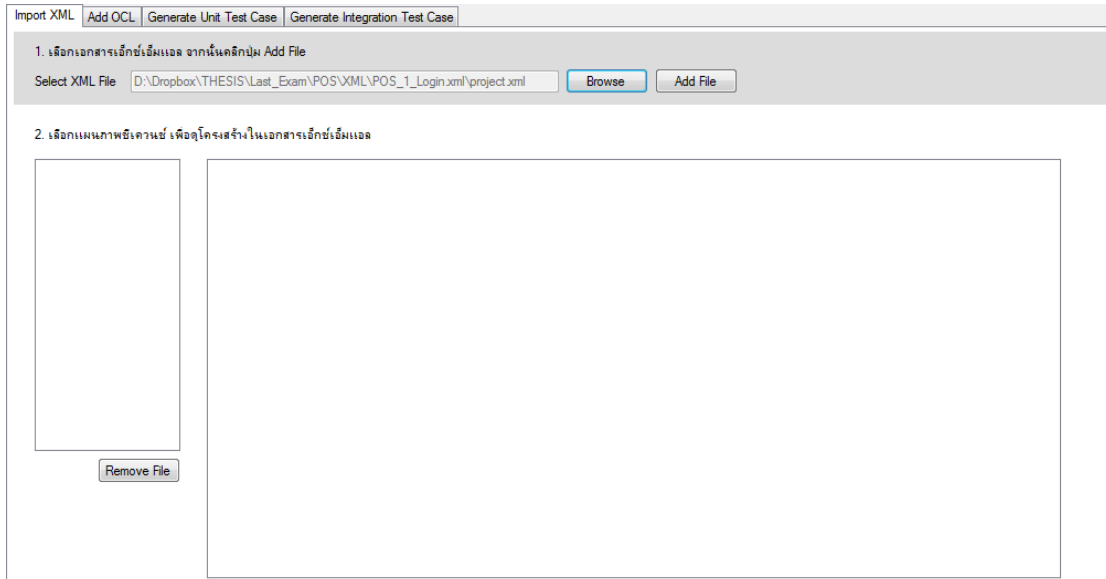 Import XML Add OCL Generate Unit Test Case Generate Integration Test Case
1. เลือกเอกสารเอ็กซ์เอ็มแอล จากนั้นคลิกปุ่ม Add File
Select XML File D:\Dropbox\THESIS\Last_Exam\POS\XML\POS_1_Login.xml\project.xml Browse Add File
2. เลือกแผนภาพซีเควนซ์ เพื่อดูโครงสร้างในเอกสารเอ็กซ์เอ็มแอล
Remove File